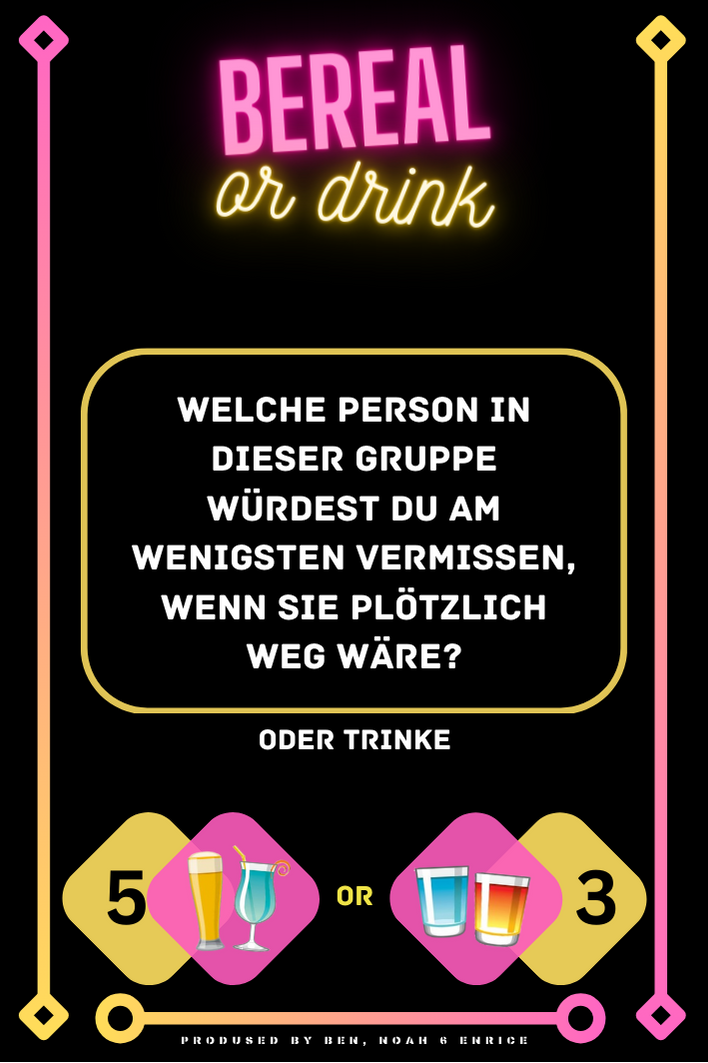 BEREAL
or drink
WELCHE PERSON IN
DIESER GRUPPE
WÜRDEST DU AM
WENIGSTEN VERMISSEN,
WENN SIE PLÖTZLICH
WEG WÄRE?
ODER TRINKE
5 OR 3
PRODUSED BY BEN, NOAH 6 ENRICE